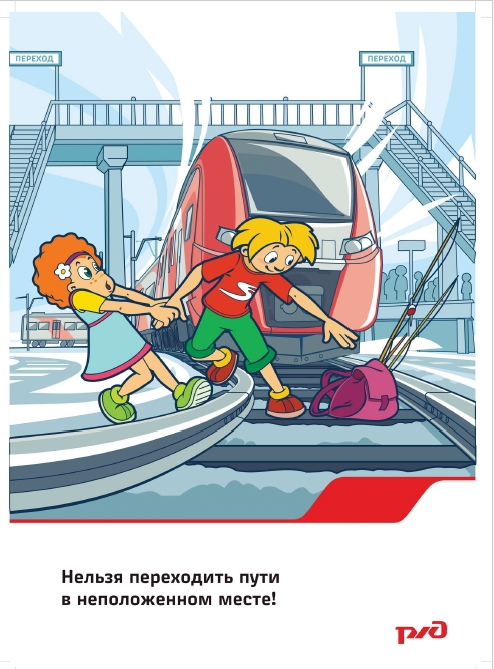 ПЕРЕХОД
ПЕРЕХОД
Нельзя переходить пути
в неположенном месте!
ржд